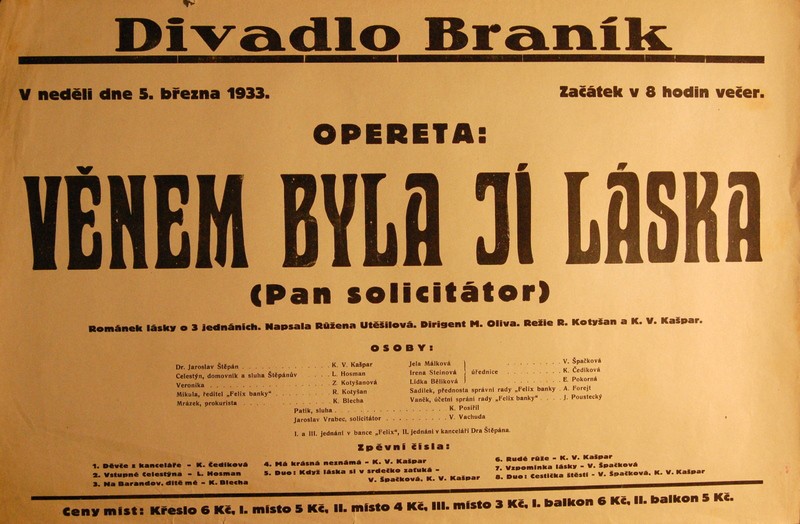 Divadlo Braník
V neděli dne 5. března 1933. Začátek v 8 hodin večer.
OPERETA:
VĚNEM BYLA JÍ LÁSKA
(Pan solicitátor)
Románek lásky o 3 jednáních. Napsala Růžena Utěšilová. Dirigent M. Oliva. Režie R. Kotyšan a K. V. Kašpar.
OSOBY:
Dr. Jaroslav Štěpán K. V. Kašpar
Celestýn, domovník a sluha Štěpánův L. Hosman
Veronika Z. Kotyšanová
Mikula, ředitel „Felix banky“ R. Kotyšan
Mrázek, prokurista K. Blecha
Jela Málková V. Špačková
Irena Steinová úřednice K. Čedíková
Lidka Bělíková E. Pokorná
Sadílek, přednosta správní rady „Felix banky“ A. Forejt
Vaněk, účetní správní rady „Felix banky“ J. Poustecký
Patík, sluha K. Posífil
Jaroslav Vrabec, solicitátor V. Vachuda
I. a III. jednání v bance „Felix“, II. jednání v kanceláři Dra Štěpána.
Zpěvní čísla:
1. Děvče z kanceláře – K. Čedíková
2. Vstupné Celestýna – L. Hosman
3. Na Barandov, dítě mé – K. Blecha
4. Má krásná neznámá – K. V. Kašpar
5. Duo: Když láska si v srdéčko zaťuká –
V. Špačková, K. V. Kašpar
6. Rudé růže – K. V. Kašpar
7. Vzpomínka lásky – V. Špačková
8. Duo: Cestička štěstí – V. Špačková, K. V. Kašpar
Ceny míst: Křeslo 6 Kč, I. místo 5 Kč, II. místo 4 Kč, III. místo 3 Kč, I. balkon 6 Kč, II. balkon 5 Kč.